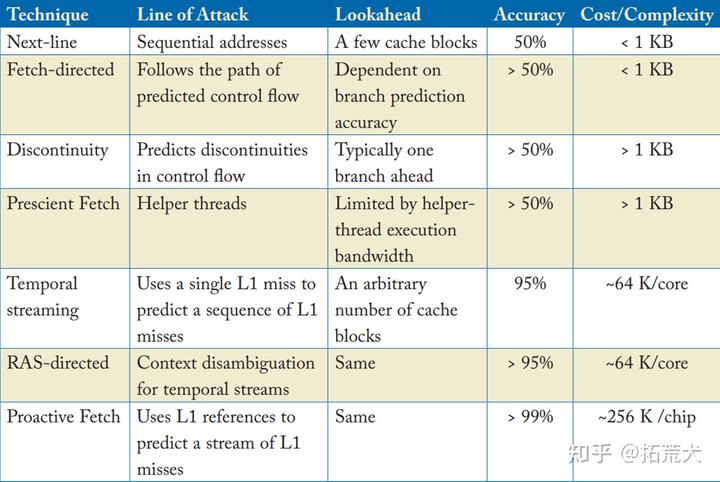 Technique Line of Attack Lookahead Accuracy Cost/Complexity
Next-line Sequential addresses A few cache blocks 50% < 1 KB
Fetch-directed Follows the path of Dependent on > 50% < 1 KB
predicted control flow branch prediction
accuracy
Discontinuity Predicts discontinuities Typically one > 50% > 1 KB
in control flow branch ahead
Prescient Fetch Helper threads Limited by helper- > 50% > 1 KB
thread execution
bandwidth
Temporal Uses a single L1 miss to An arbitrary 95% ~64 K/core
streaming predict a sequence of L1 number of cache
misses blocks
RAS-directed Context disambiguation Same > 95% ~64 K/core
for temporal streams
Proactive Fetch Uses L1 references to Same > 99% ~256 K /chip
predict a stream of L1
misses
知乎 @拓荒犬